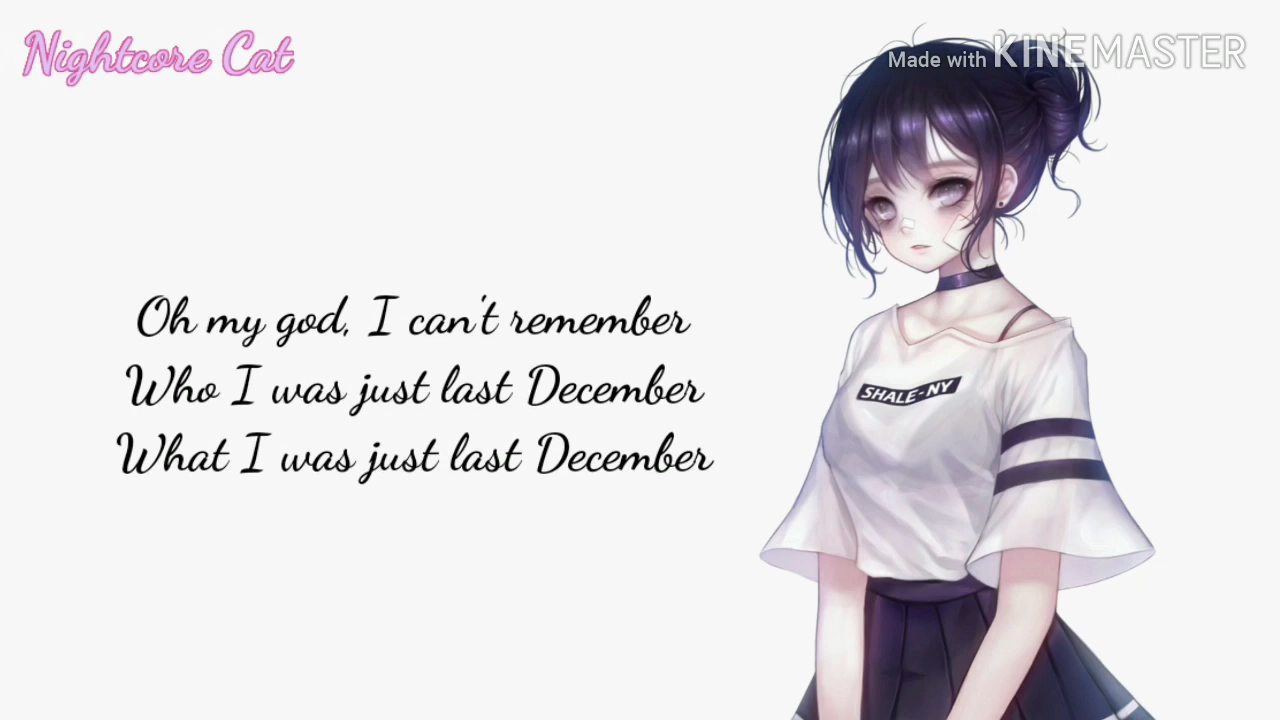 Nightcore Cat
Made with KINEMASTER
Oh my god, I can't remember
Who I was just last December
What I was just last December
SHALE-NY